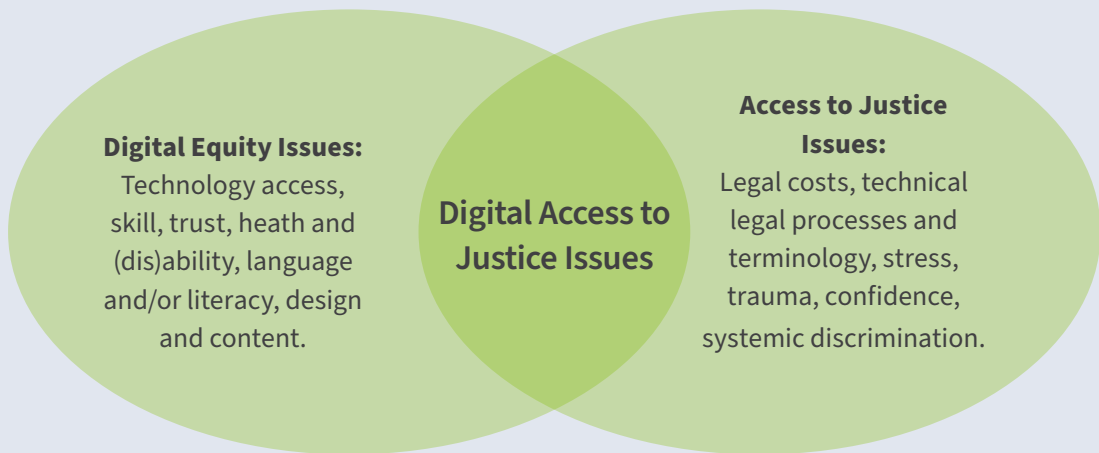 Digital Equity Issues:
Technology access,
skill, trust, heath and
(dis)ability, language
and/or literacy, design
and content.
Digital Access to
Justice Issues
Access to Justice
Issues:
Legal costs, technical
legal processes and
terminology, stress,
trauma, confidence,
systemic discrimination.